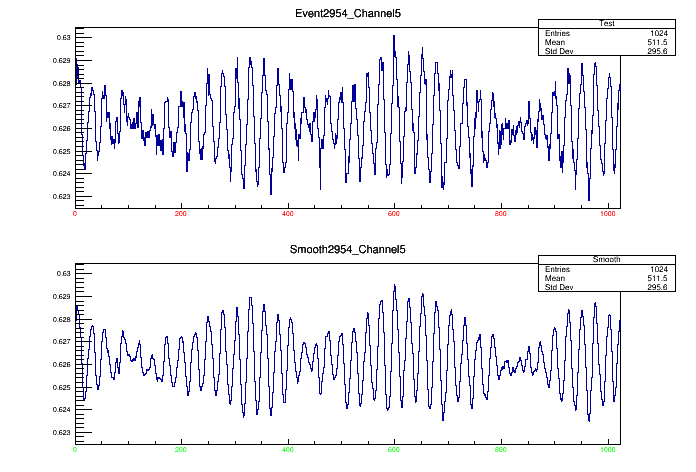 Event2954_Channel5
Test
Entries 1024
Mean 511.5
Std Dev 295.6
0.63
0.629
0.628
0.627
0.626
0.625
0.624
0.623
0 200 400 600 800 1000
Smooth2954_Channel5
Smooth
Entries 1024
Mean 511.5
Std Dev 295.6
0.63
0.629
0.628
0.627
0.626
0.625
0.624
0.623
0 200 400 600 800 1000